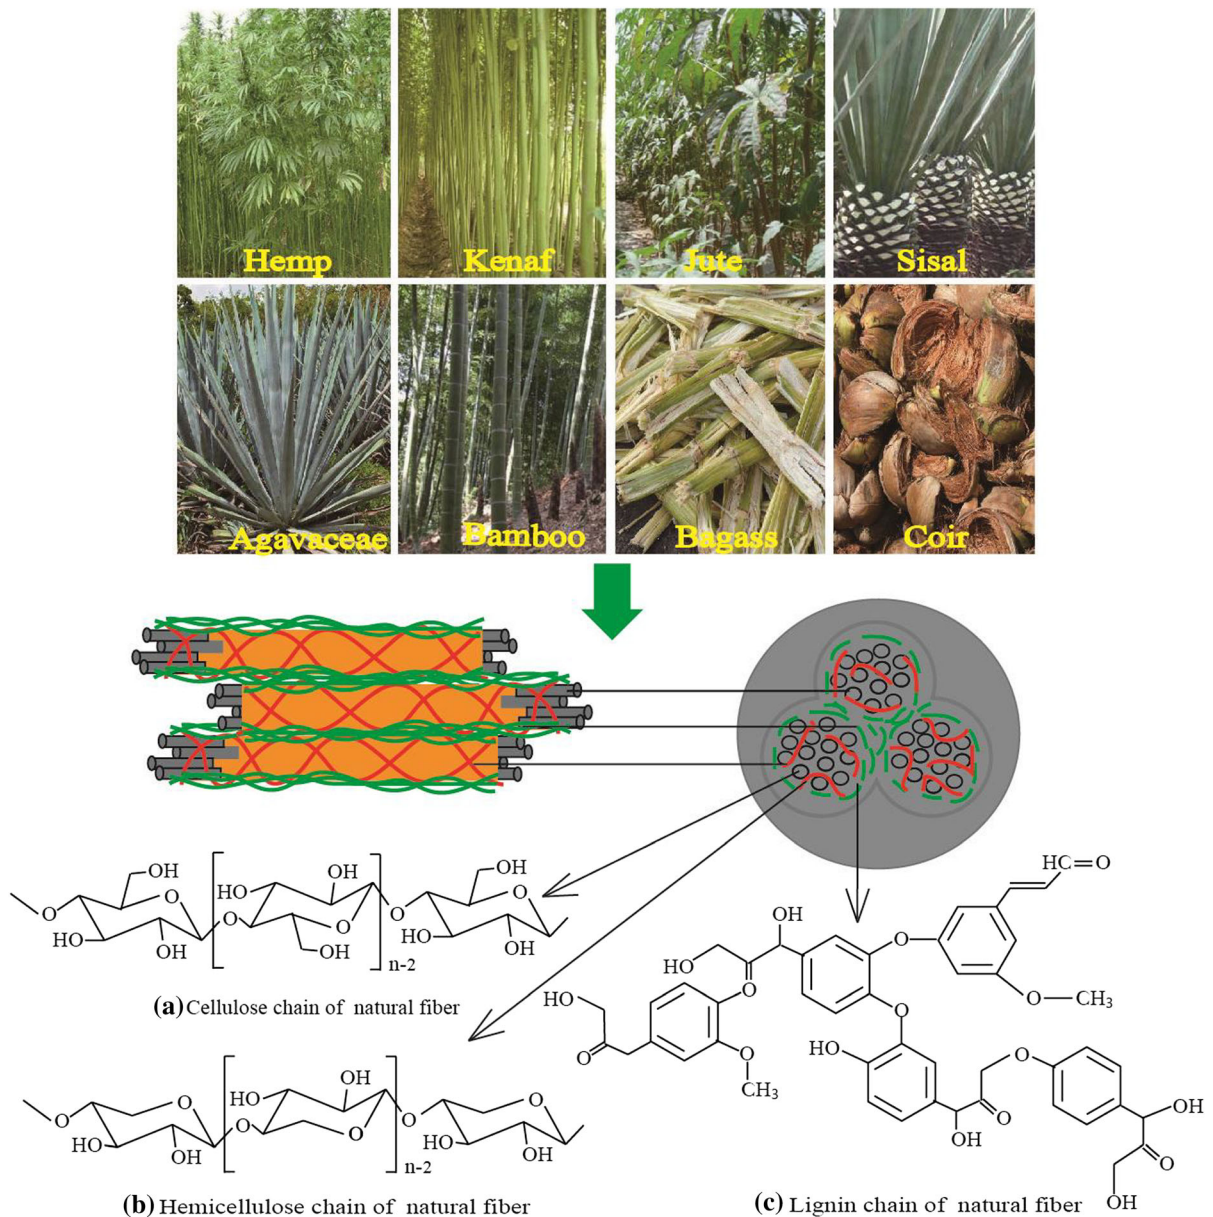 Hemp
Kenaf
Jute
Sisal
Agavaceae
Bamboo
Bagass
Coir
OH
OH
OH
OH
HC
O
O
HO
O
O
O
O
HO
OH
O
O
HO
OH
OH
n-2
HO
OH
(a) Cellulose chain of natural fiber
OH
O
HO
O
O
HO
O
O
O
CH₃
HO
O
O
CH₃
OH
O
O
O
HO
OH
HO
O
O
O
HO
OH
n-2
HO
OH
OH
O
OH
O
OH
(b) Hemicellulose chain of natural fiber
(c) Lignin chain of natural fiber